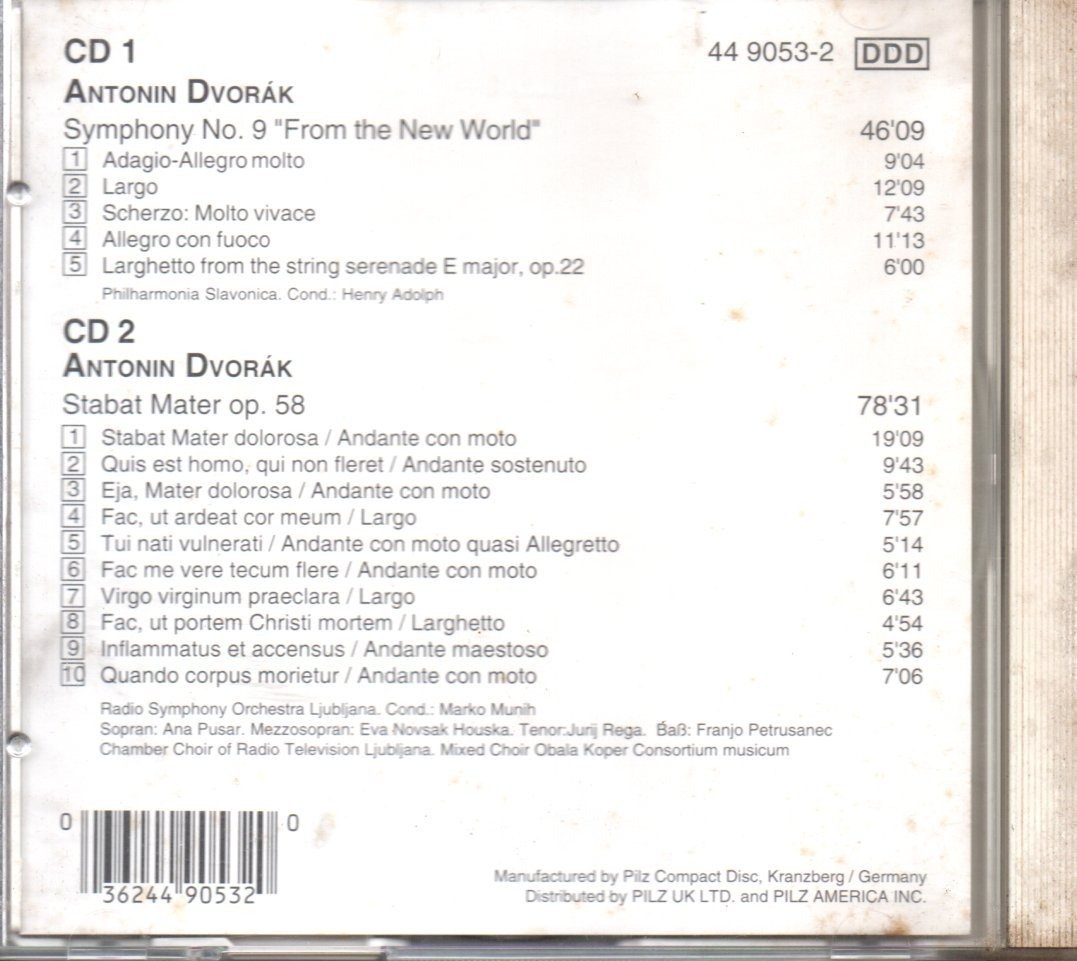 CD 1 44 9053-2 DDD
ANTONIN DVORÁK
Symphony No. 9 "From the New World" 46'09
1 Adagio-Allegro molto 9'04
2 Largo 12'09
3 Scherzo: Molto vivace 7'43
4 Allegro con fuoco 11'13
5 Larghetto from the string serenade E major, op.22 6'00
Philharmonia Slavonica. Cond.: Henry Adolph
CD 2
ANTONIN DVORÁK
Stabat Mater op. 58 78'31
1 Stabat Mater dolorosa / Andante con moto 19'09
2 Quis est homo, qui non fleret / Andante sostenuto 9'43
3 Eja, Mater dolorosa / Andante con moto 5'58
4 Fac, ut ardeat cor meum / Largo 7'57
5 Tui nati vulnerati / Andante con moto quasi Allegretto 5'14
6 Fac me vere tecum flere / Andante con moto 6'11
7 Virgo virginum praeclara / Largo 6'43
8 Fac, ut portem Christi mortem / Larghetto 4'54
9 Inflammatus et accensus / Andante maestoso 5'36
10 Quando corpus morietur / Andante con moto 7'06
Radio Symphony Orchestra Ljubljana. Cond.: Marko Munih
Sopran: Ana Pusar. Mezzosopran: Eva Novsak Houska. Tenor:Jurij Rega. Baß: Franjo Petrusanec
Chamber Choir of Radio Television Ljubljana. Mixed Choir Obala Koper Consortium musicum
0 36244 90532 0
Manufactured by Pilz Compact Disc, Kranzberg / Germany
Distributed by PILZ UK LTD. and PILZ AMERICA INC.